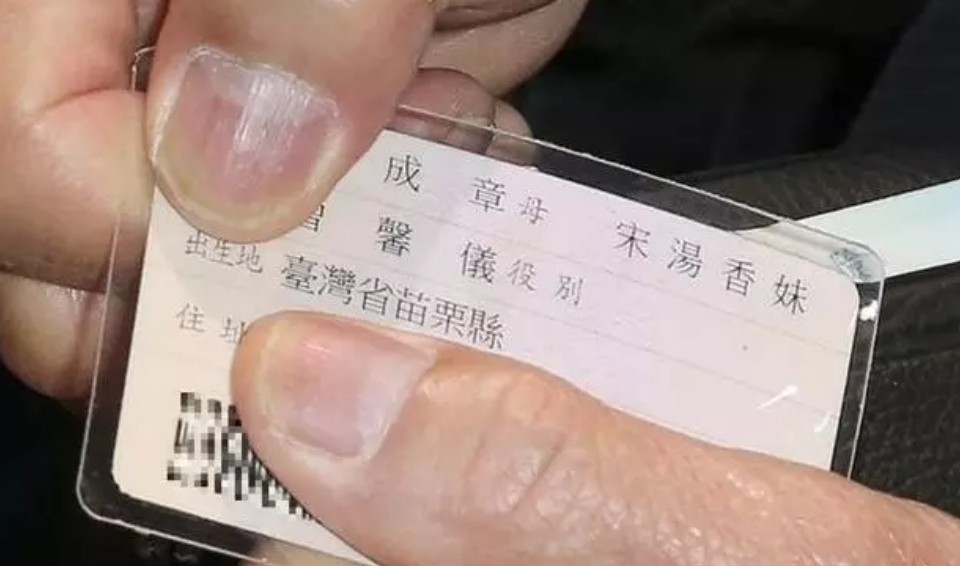 成章 母 宋湯香妹
曾馨儀 役別
出生地 臺灣省苗栗縣
住址